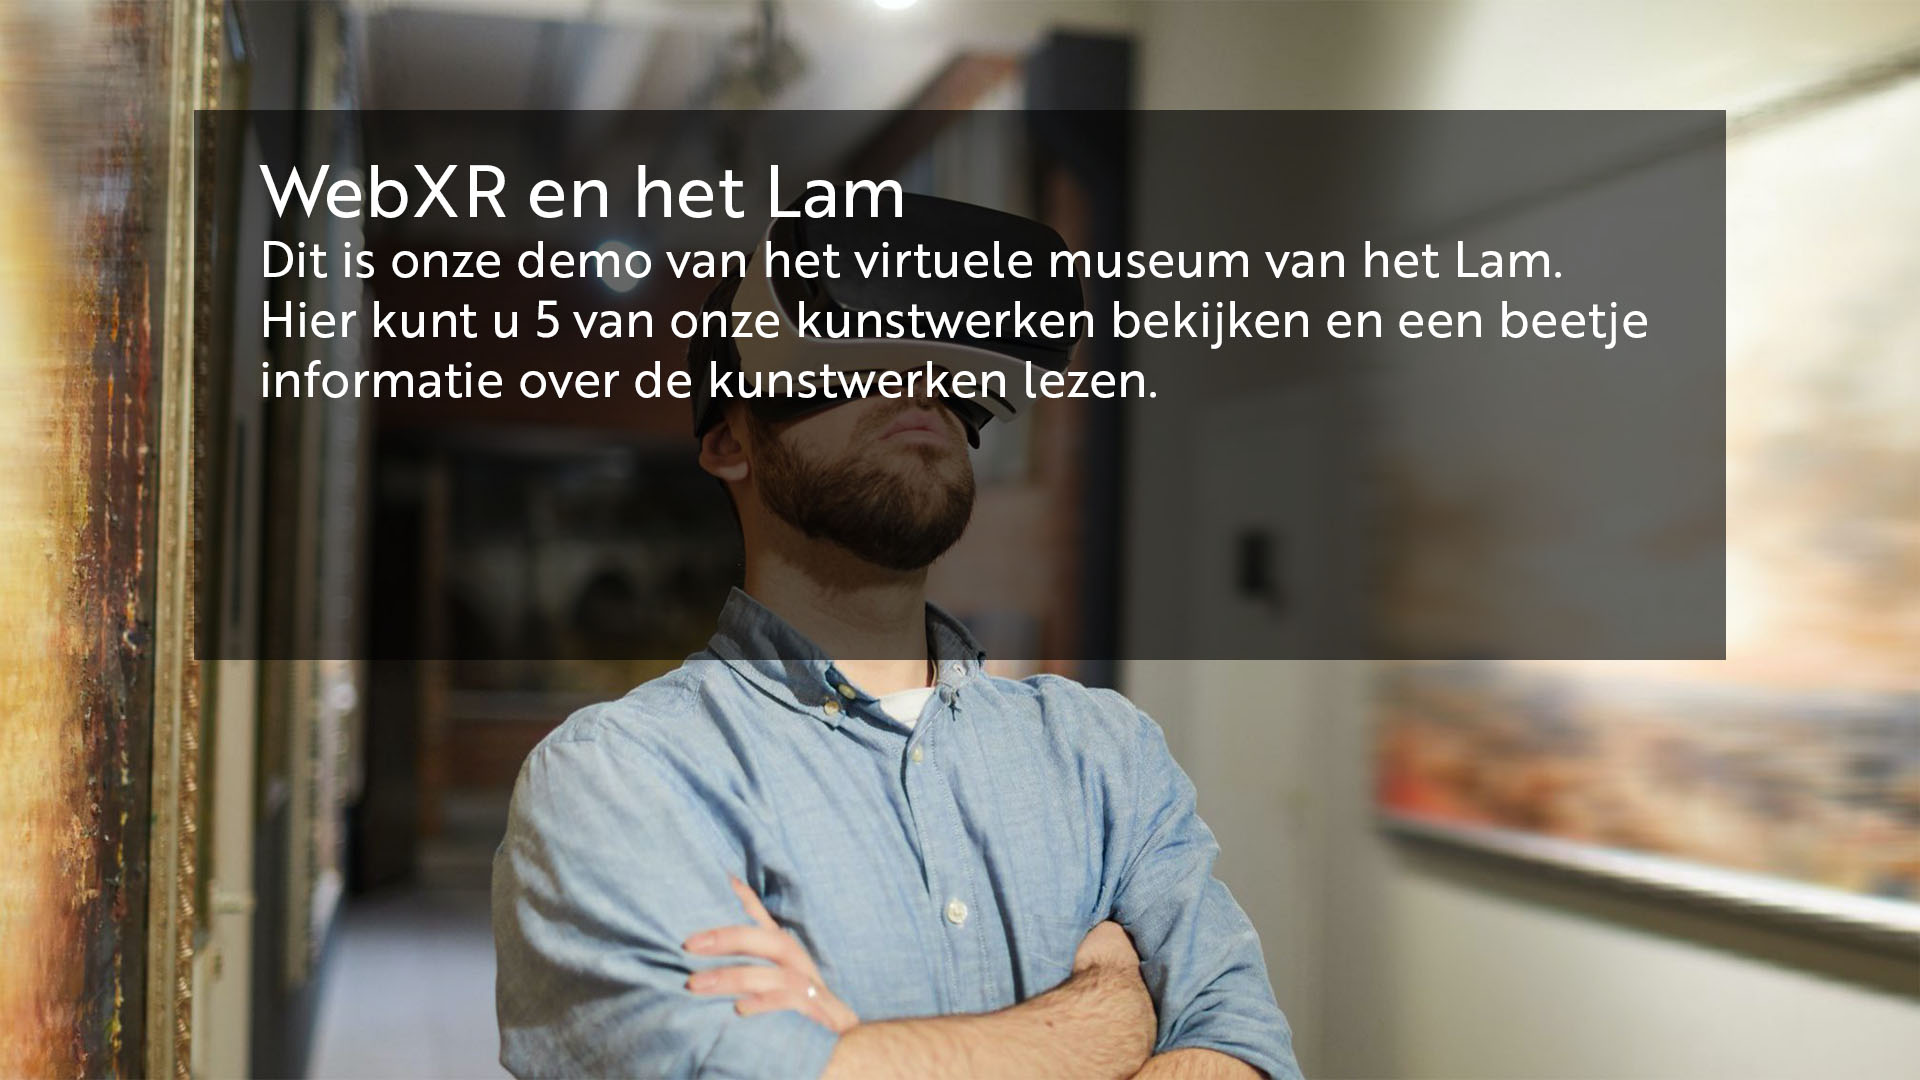 WebXR en het Lam
Dit is onze demo van het virtuele museum van het Lam.
Hier kunt u 5 van onze kunstwerken bekijken en een beetje
informatie over de kunstwerken lezen.